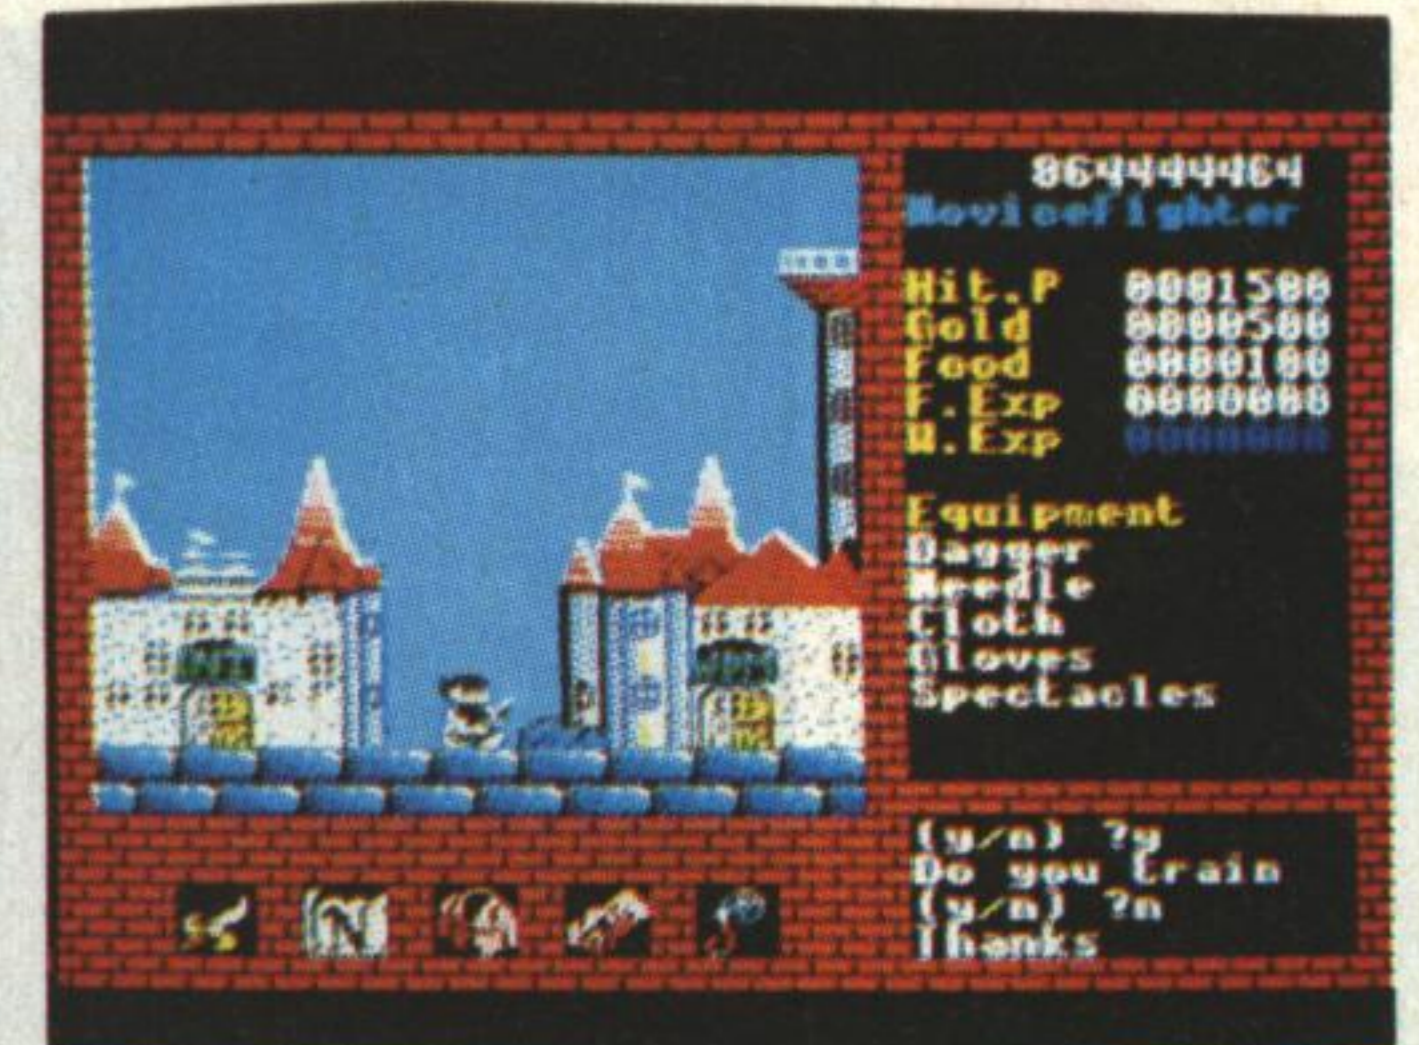 Novicefighter
Hit.P 0001500
Gold 0000500
Food 0000100
F.Exp 0000000
W.Exp 0000000
Equipment
Dagger
Needle
Cloth
Gloves
Spectacles
(y/n) ?y
Do you train
(y/n) ?n
Thanks
N